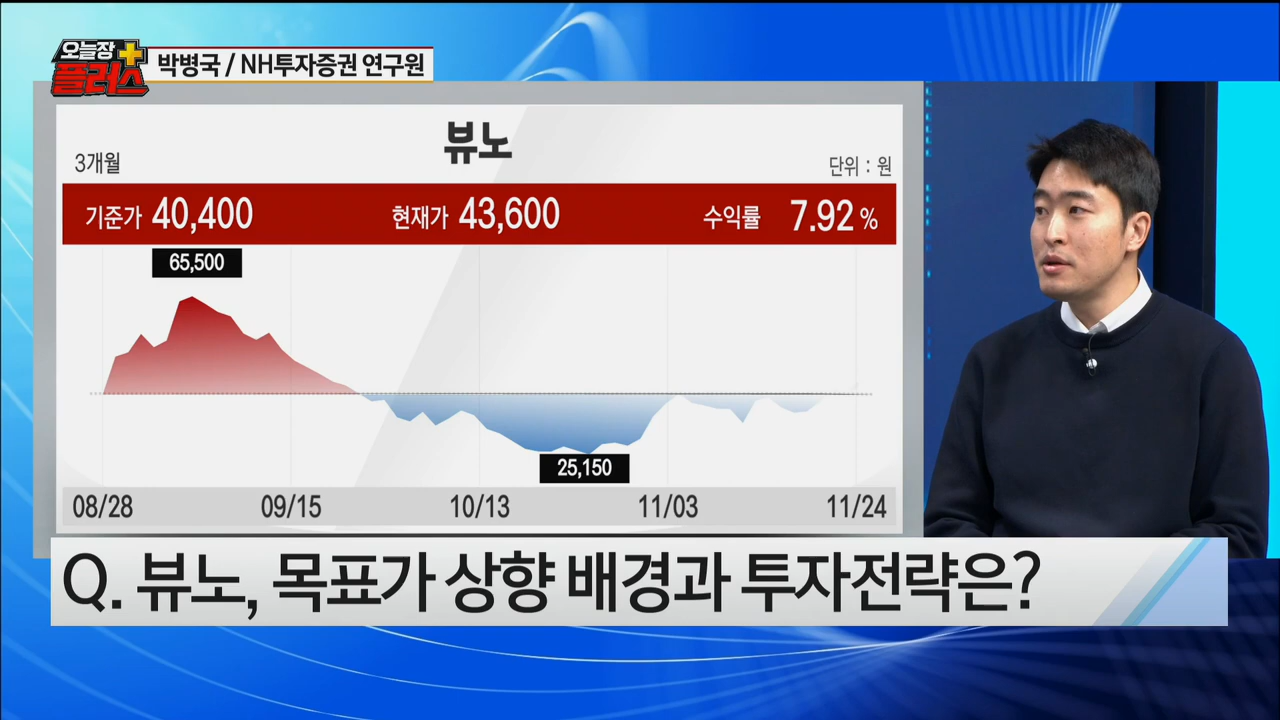 오늘장
플러스
박병국 / NH투자증권 연구원
뷰노
3개월
단위 : 원
기준가 40,400 현재가 43,600 수익률 7.92 %
65,500
25,150
08/28 09/15 10/13 11/03 11/24
Q. 뷰노, 목표가 상향 배경과 투자전략은?